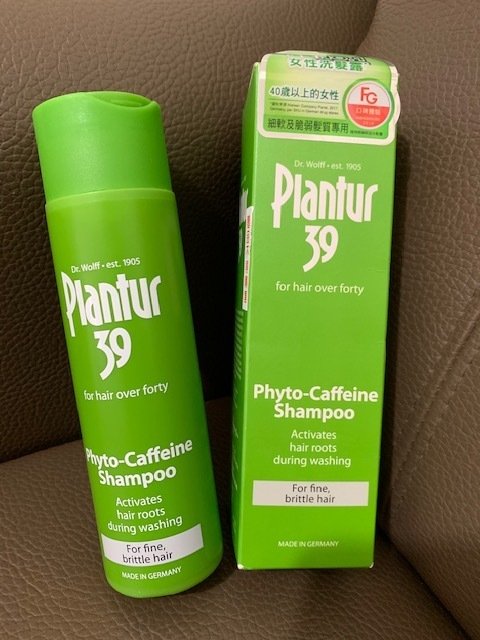 Dr. Wolff • est. 1905
Plantur
39
for hair over forty
Phyto-Caffeine
Shampoo
Activates
hair roots
during washing
For fine,
brittle hair
MADE IN GERMANY
女性洗髮露
40歲以上的女性
細軟及脆弱髮質專用
FG
Dr. Wolff • est. 1905
Plantur
39
for hair over forty
Phyto-Caffeine
Shampoo
Activates
hair roots
during washing
For fine,
brittle hair
MADE IN GERMANY